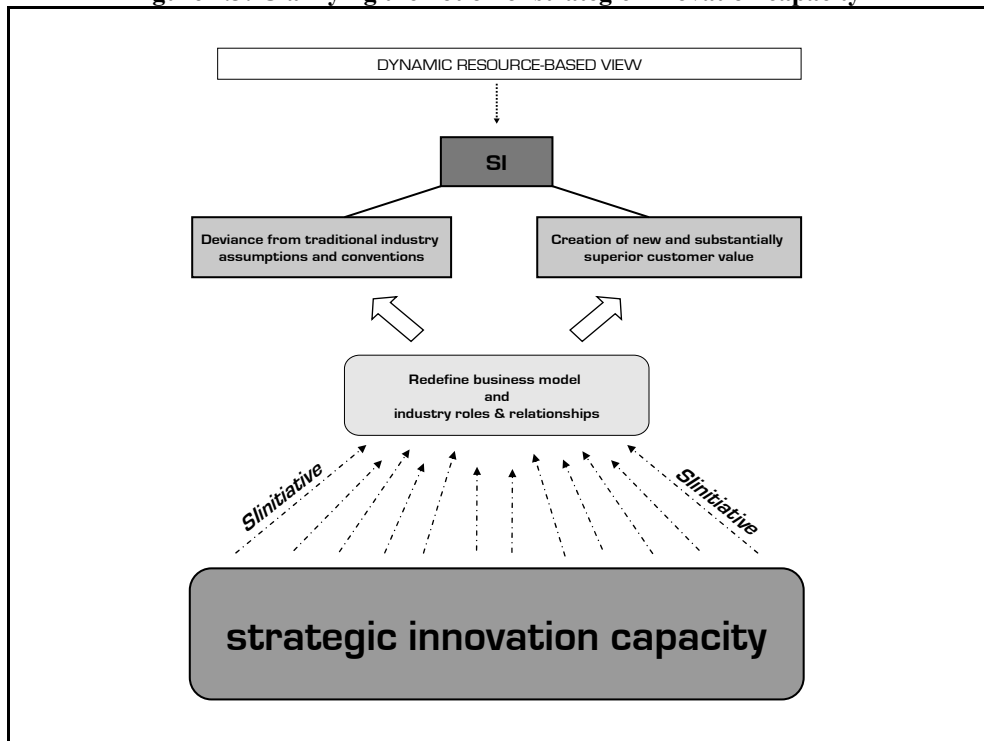 DYNAMIC RESOURCE-BASED VIEW
SI
Deviance from traditional industry
assumptions and conventions
Creation of new and substantially
superior customer value
Redefine business model
and
industry roles & relationships
SIinitiative
SIinitiative
strategic innovation capacity